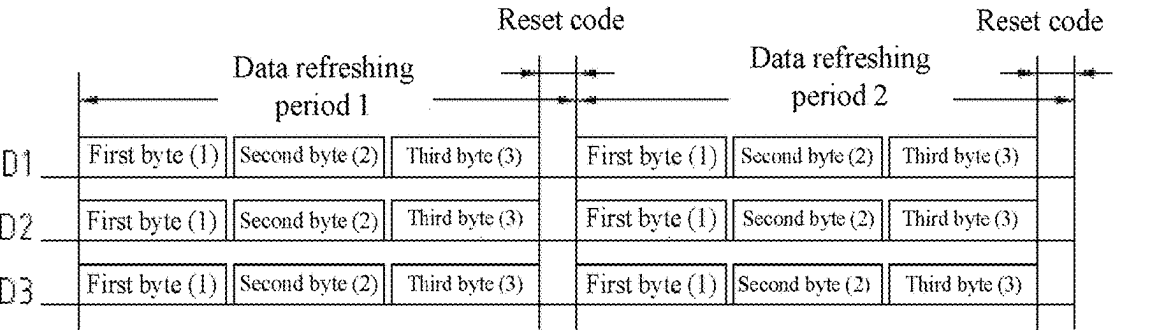 Reset code Reset code
Data refreshing period 1 Data refreshing period 2
D1 First byte (1) Second byte (2) Third byte (3) First byte (1) Second byte (2) Third byte (3)
D2 First byte (1) Second byte (2) Third byte (3) First byte (1) Second byte (2) Third byte (3)
D3 First byte (1) Second byte (2) Third byte (3) First byte (1) Second byte (2) Third byte (3)